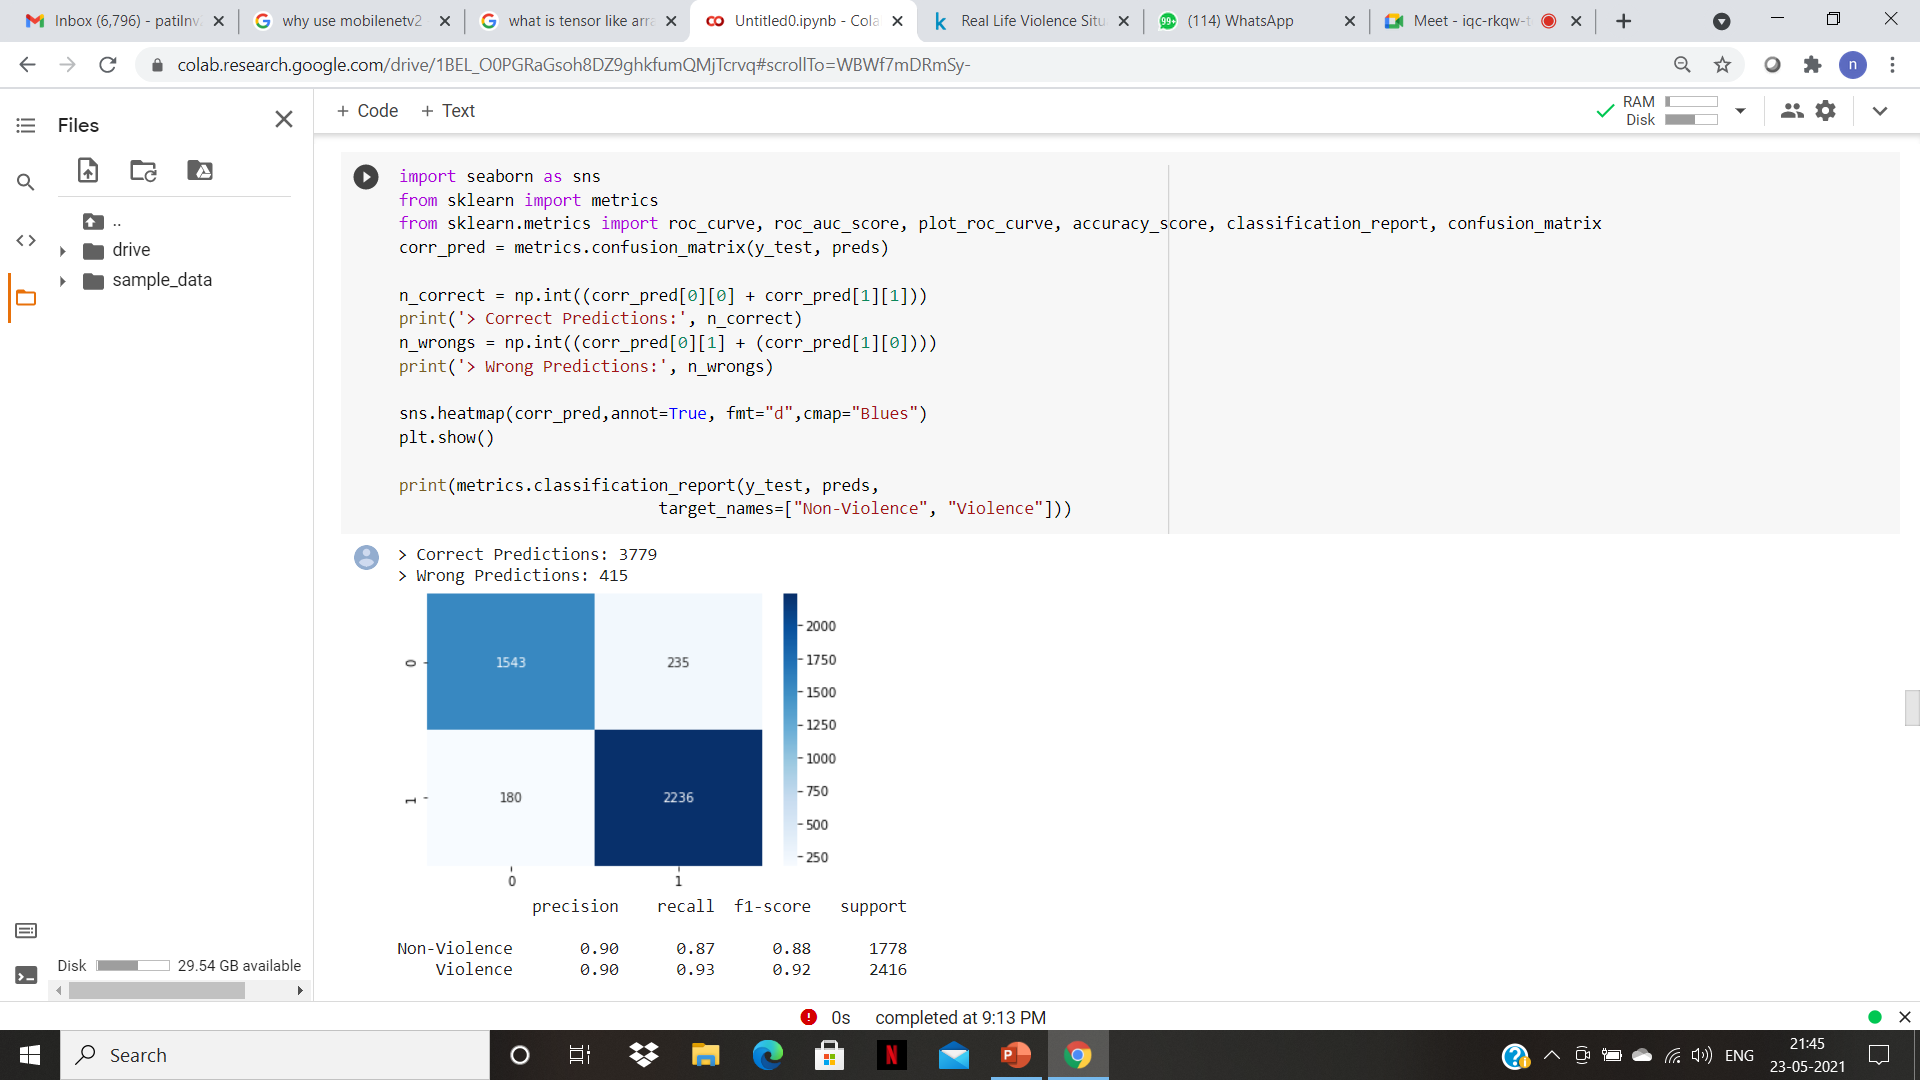 Inbox (6,796) - patilnv
why use mobilenetv2
what is tensor like arra
Untitled0.ipynb - Cola
Real Life Violence Situ
99+
(114) WhatsApp
Meet - iqc-rkqw-t
colab.research.google.com/drive/1BEL_O0PGRaGsoh8DZ9ghkfumQMjTcrvq#scrollTo=WBWf7mDRmSy-
n
Files
+ Code + Text
RAM
Disk
..
drive
sample_data
import seaborn as sns
from sklearn import metrics
from sklearn.metrics import roc_curve, roc_auc_score, plot_roc_curve, accuracy_score, classification_report, confusion_matrix
corr_pred = metrics.confusion_matrix(y_test, preds)
n_correct = np.int((corr_pred[0][0] + corr_pred[1][1]))
print('> Correct Predictions:', n_correct)
n_wrongs = np.int((corr_pred[0][1] + (corr_pred[1][0])))
print('> Wrong Predictions:', n_wrongs)
sns.heatmap(corr_pred,annot=True, fmt="d",cmap="Blues")
plt.show()
print(metrics.classification_report(y_test, preds,
target_names=["Non-Violence", "Violence"]))
> Correct Predictions: 3779
> Wrong Predictions: 415
0
1543
235
1
180
2236
0
1
2000
1750
1500
1250
1000
750
500
250
precision recall f1-score support
Non-Violence 0.90 0.87 0.88 1778
Violence 0.90 0.93 0.92 2416
Disk 29.54 GB available
0s completed at 9:13 PM
Search
ENG
21:45
23-05-2021